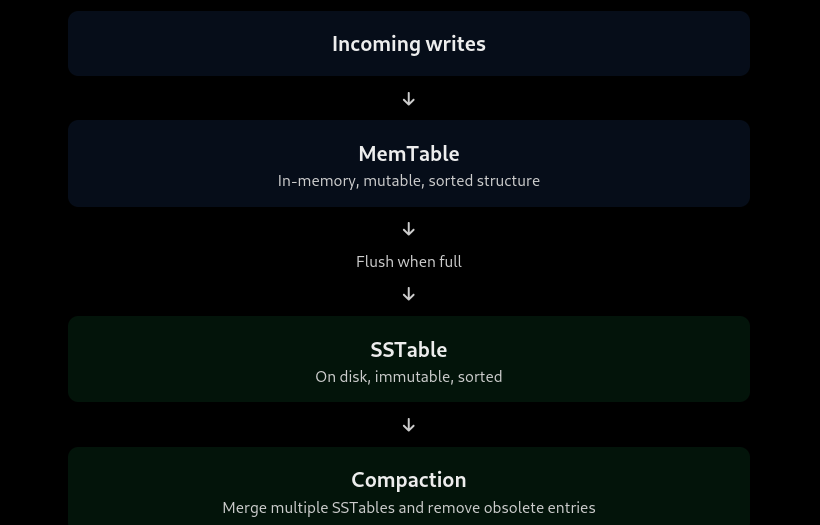 Incoming writes
↓
MemTable
In-memory, mutable, sorted structure
↓
Flush when full
↓
SSTable
On disk, immutable, sorted
↓
Compaction
Merge multiple SSTables and remove obsolete entries